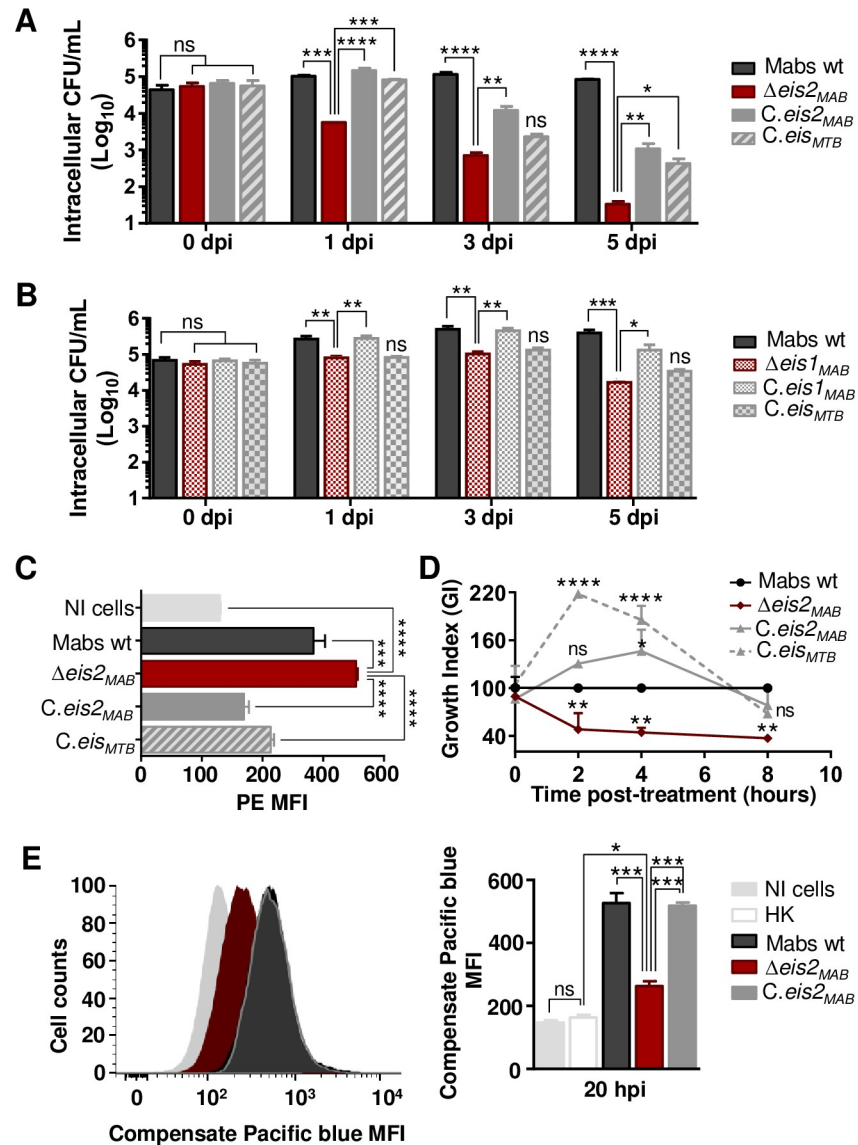 A
Intracellular CFU/mL
(Log10)
6
5
4
3
2
1
ns
***
****
***
****
**
ns
****
**
*
0 dpi 1 dpi 3 dpi 5 dpi
Mabs wt
Δeis2MAB
C.eis2MAB
C.eisMTB
B
Intracellular CFU/mL
(Log10)
6
5
4
3
2
1
ns
**
**
ns
**
**
ns
***
*
ns
0 dpi 1 dpi 3 dpi 5 dpi
Mabs wt
Δeis1MAB
C.eis1MAB
C.eisMTB
C
NI cells
Mabs wt
Δeis2MAB
C.eis2MAB
C.eisMTB
***
****
****
****
0 100 200 300 400 600
PE MFI
D
Growth Index (GI)
220
160
100
40
****
****
ns
*
**
**
ns
**
0 2 4 6 8 10
Time post-treatment (hours)
Mabs wt
Δeis2MAB
C.eis2MAB
C.eisMTB
E
Cell counts
100
80
60
40
20
0
0 10² 10³ 10⁴
Compensate Pacific blue MFI
Compensate Pacific blue
MFI
600
400
200
0
ns
*
***
***
***
20 hpi
NI cells
HK
Mabs wt
Δeis2MAB
C.eis2MAB